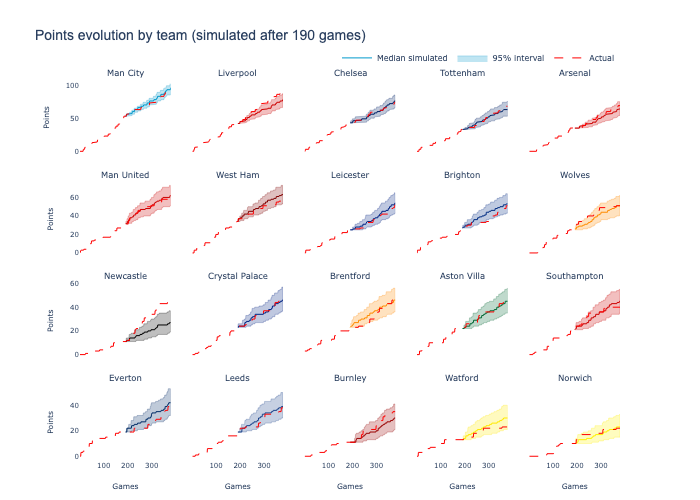 Points evolution by team (simulated after 190 games)
Median simulated 95% interval Actual
Man City Liverpool Chelsea Tottenham Arsenal
100
50
0
Points
Man United West Ham Leicester Brighton Wolves
60
40
20
0
Points
Newcastle Crystal Palace Brentford Aston Villa Southampton
60
40
20
0
Points
Everton Leeds Burnley Watford Norwich
40
20
0
Points
100 200 300 100 200 300 100 200 300 100 200 300 100 200 300
Games Games Games Games Games